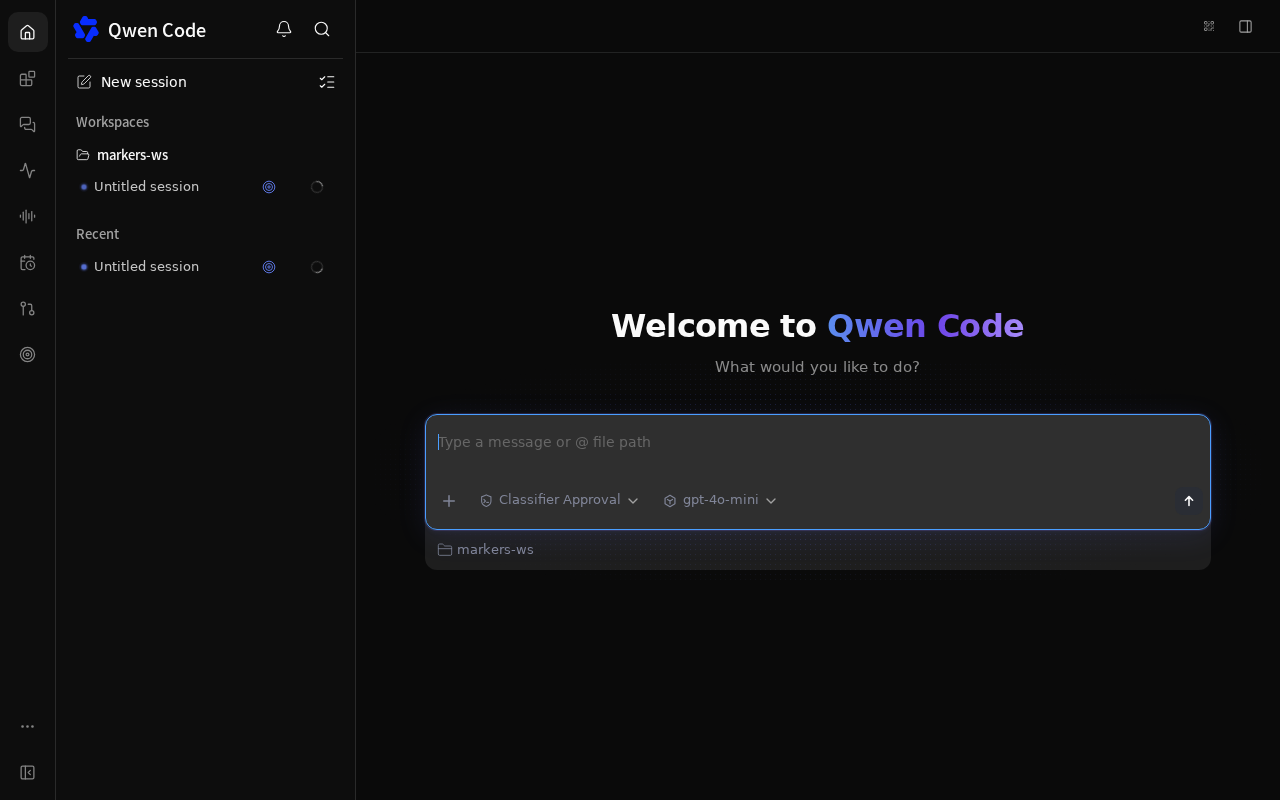 Qwen Code
New session
Workspaces
markers-ws
Untitled session
Recent
Untitled session
Welcome to Qwen Code
What would you like to do?
Type a message or @ file path
Classifier Approval
gpt-4o-mini
markers-ws